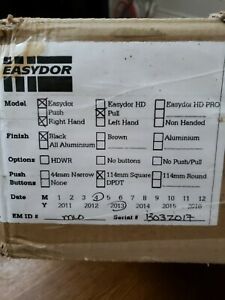 EASYDOR
Model Easydor Easydor HD Easydor HD PRO
Push Pull
Right Hand Left Hand Non Handed
Finish Black Brown Aluminium
All Aluminium
Options HDWR No buttons No Push/Pull
Push 44mm Narrow 114mm Square 114mm Round
Buttons None DPDT
Date M 1 2 3 4 5 6 7 8 9 10 11 12
Y 2011 2012 2013 2014 2015 2016
EM ID # Serial # B032017